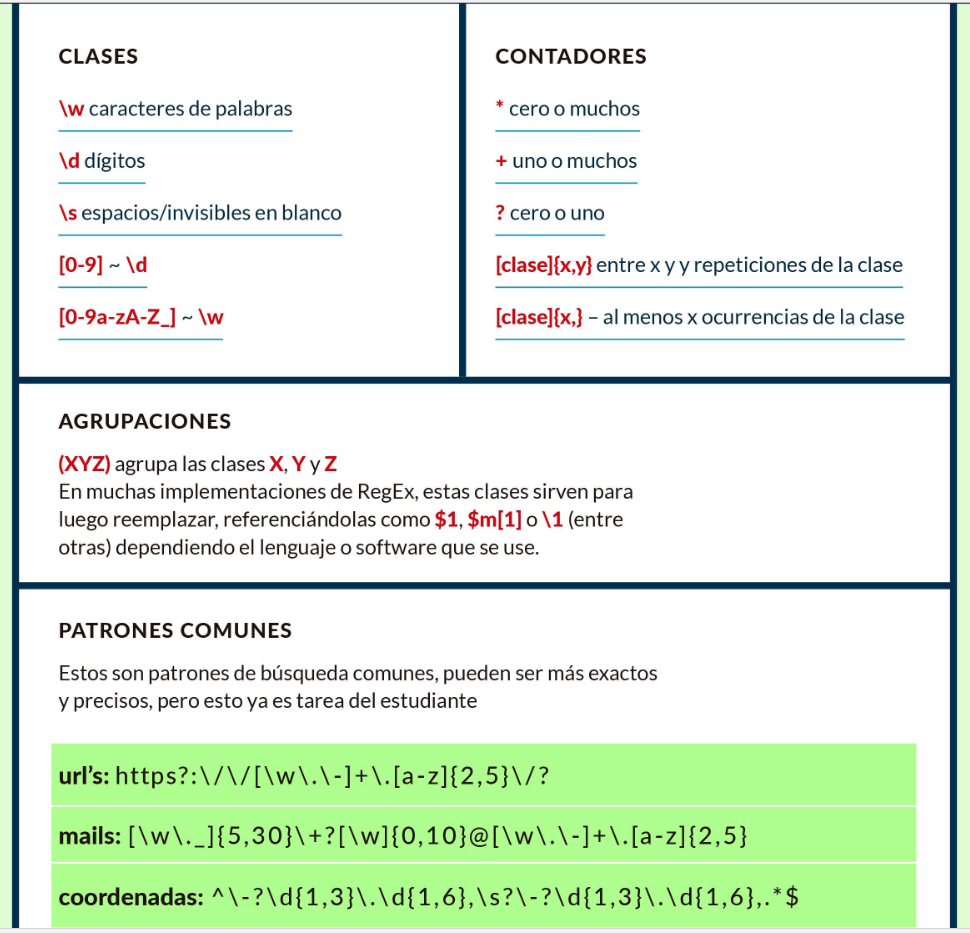 CLASES
\w caracteres de palabras
\d dígitos
\s espacios/invisibles en blanco
[0-9] ~ \d
[0-9a-zA-Z_] ~ \w
CONTADORES
* cero o muchos
+ uno o muchos
? cero o uno
[clase]{x,y} entre x y y repeticiones de la clase
[clase]{x,} – al menos x ocurrencias de la clase
AGRUPACIONES
(XYZ) agrupa las clases X, Y y Z
En muchas implementaciones de RegEx, estas clases sirven para
luego reemplazar, referenciándolas como $1, $m[1] o \1 (entre
otras) dependiendo el lenguaje o software que se use.
PATRONES COMUNES
Estos son patrones de búsqueda comunes, pueden ser más exactos
y precisos, pero esto ya es tarea del estudiante
url’s: https?:\/\/[\w\.\-]+\.[a-z]{2,5}\/?
mails: [\w\._]{5,30}\+?[\w]{0,10}@[\w\.\-]+\.[a-z]{2,5}
coordenadas: ^\-?\d{1,3}\.\d{1,6},\s?\-?\d{1,3}\.\d{1,6},.*$